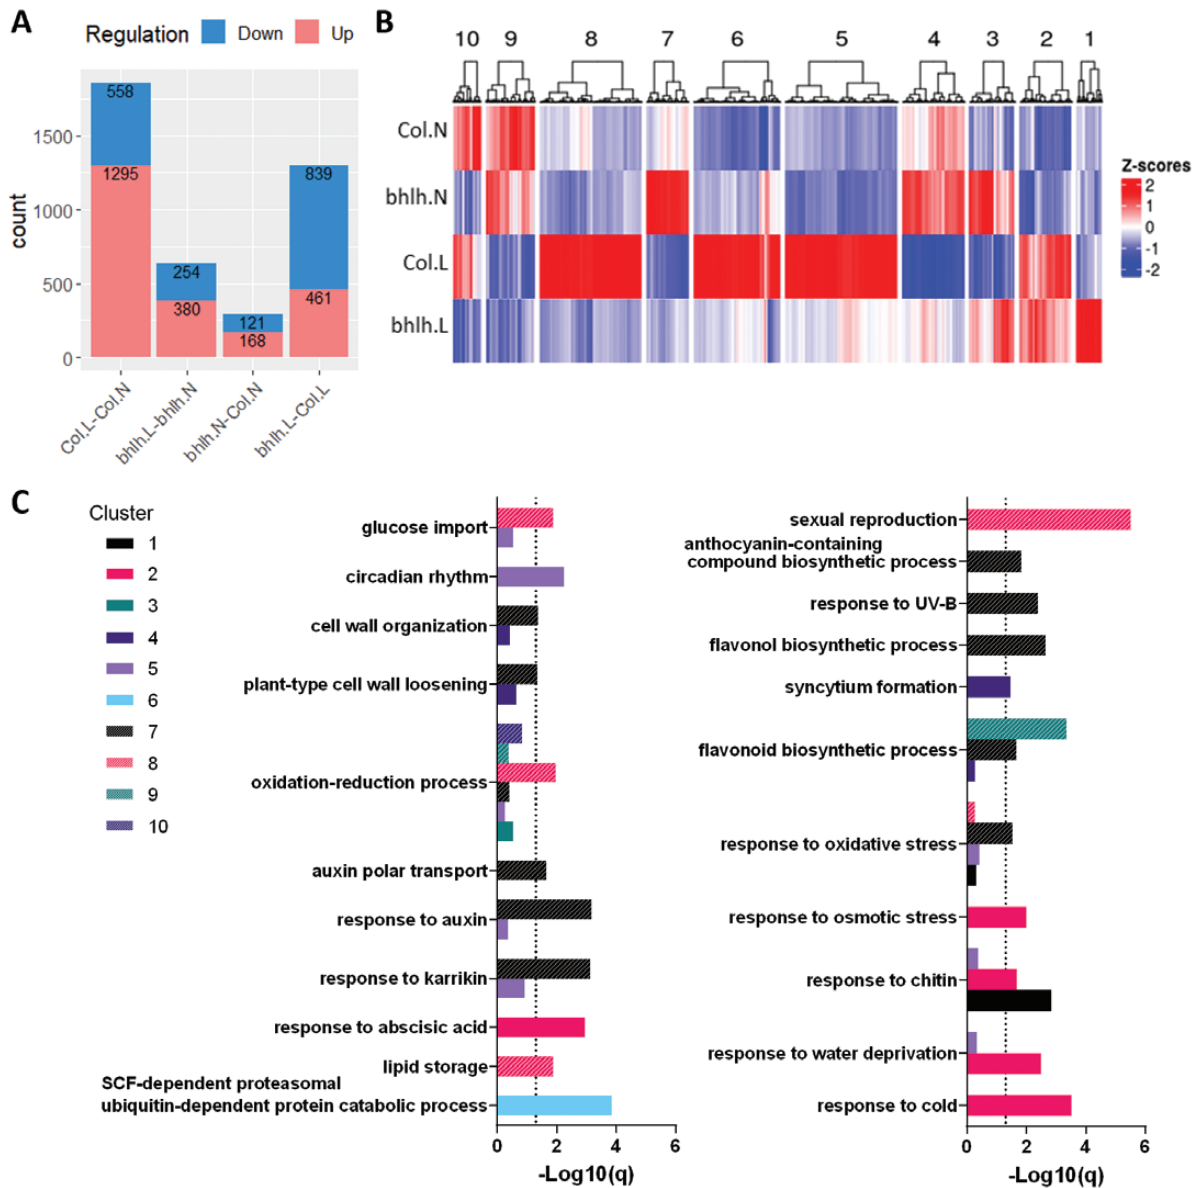 A
Regulation Down Up
count
1500
1000
500
0
558
1295
254
380
121
168
839
461
Col.L-Col.N
bhlh.L-bhlh.N
bhlh.N-Col.N
bhlh.L-Col.L
B
10 9 8 7 6 5 4 3 2 1
Col.N
bhlh.N
Col.L
bhlh.L
Z-scores
2
1
0
-1
-2
C
Cluster
1
2
3
4
5
6
7
8
9
10
glucose import
circadian rhythm
cell wall organization
plant-type cell wall loosening
oxidation-reduction process
auxin polar transport
response to auxin
response to karrikin
response to abscisic acid
lipid storage
SCF-dependent proteasomal
ubiquitin-dependent protein catabolic process
0 2 4 6
-Log10(q)
sexual reproduction
anthocyanin-containing
compound biosynthetic process
response to UV-B
flavonol biosynthetic process
syncytium formation
flavonoid biosynthetic process
response to oxidative stress
response to osmotic stress
response to chitin
response to water deprivation
response to cold
0 2 4 6
-Log10(q)